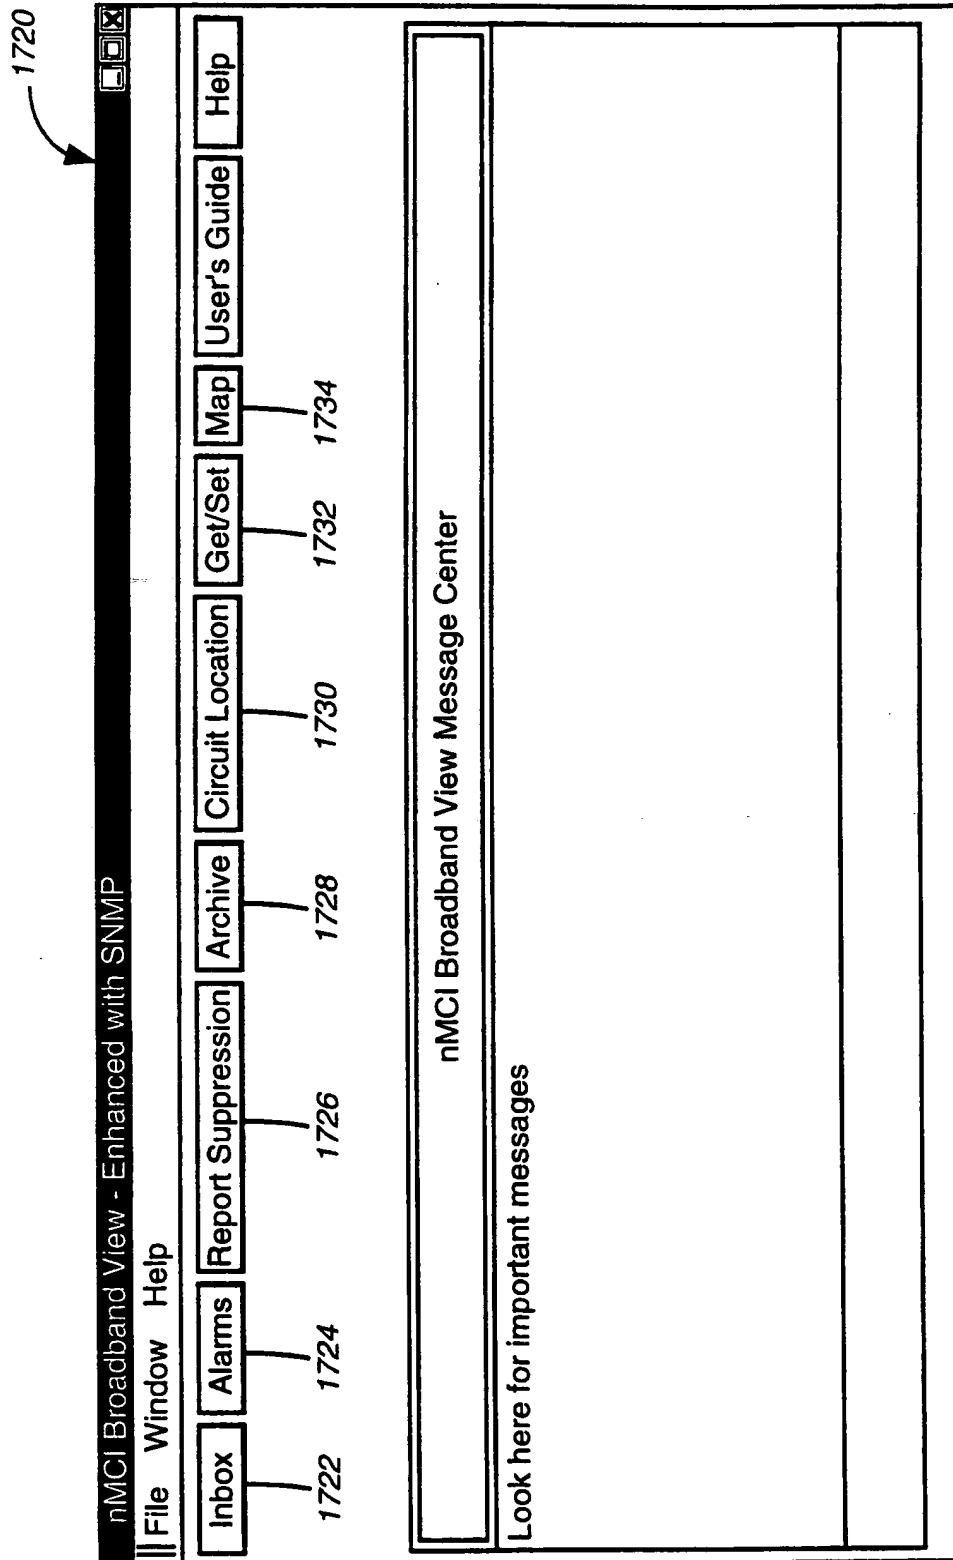 1720
nMCI Broadband View - Enhanced with SNMP
File Window Help
Inbox Alarms Report Suppression Archive Circuit Location Get/Set Map User's Guide Help
1722 1724 1726 1728 1730 1732 1734
nMCI Broadband View Message Center
Look here for important messages